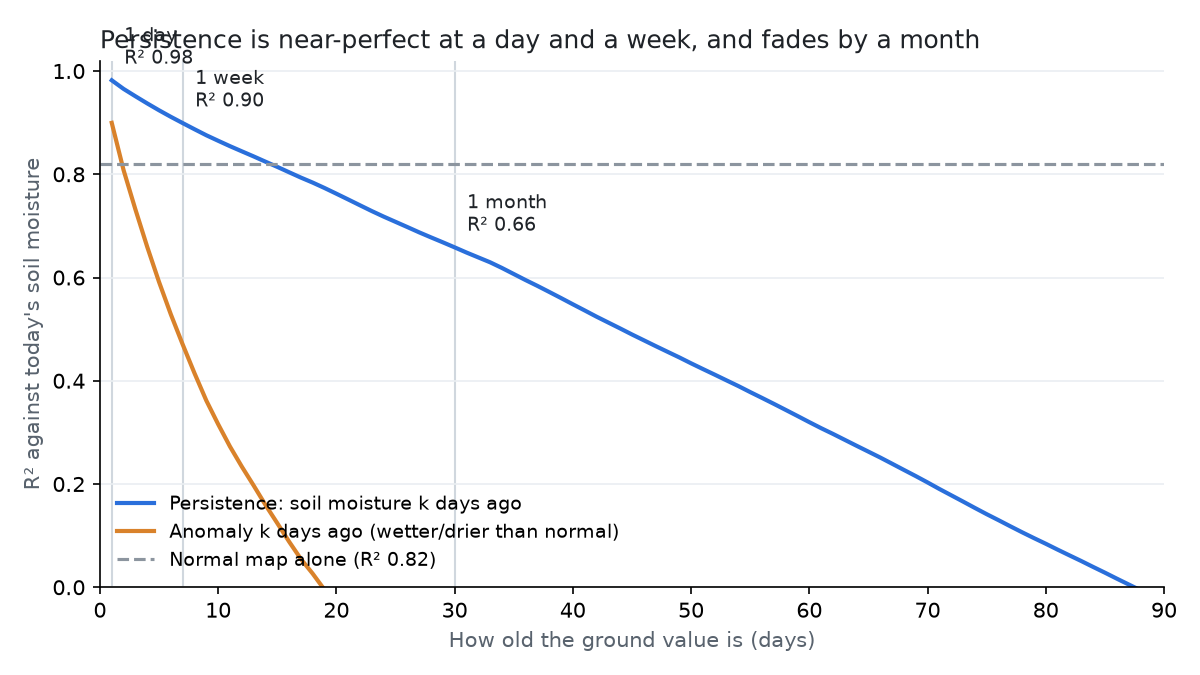 Persistence is near-perfect at a day and a week, and fades by a month
1 day
R² 0.98
1 week
R² 0.90
1 month
R² 0.66
R² against today's soil moisture
1.0
0.8
0.6
0.4
0.2
0.0
Persistence: soil moisture k days ago
Anomaly k days ago (wetter/drier than normal)
Normal map alone (R² 0.82)
0 10 20 30 40 50 60 70 80 90
How old the ground value is (days)